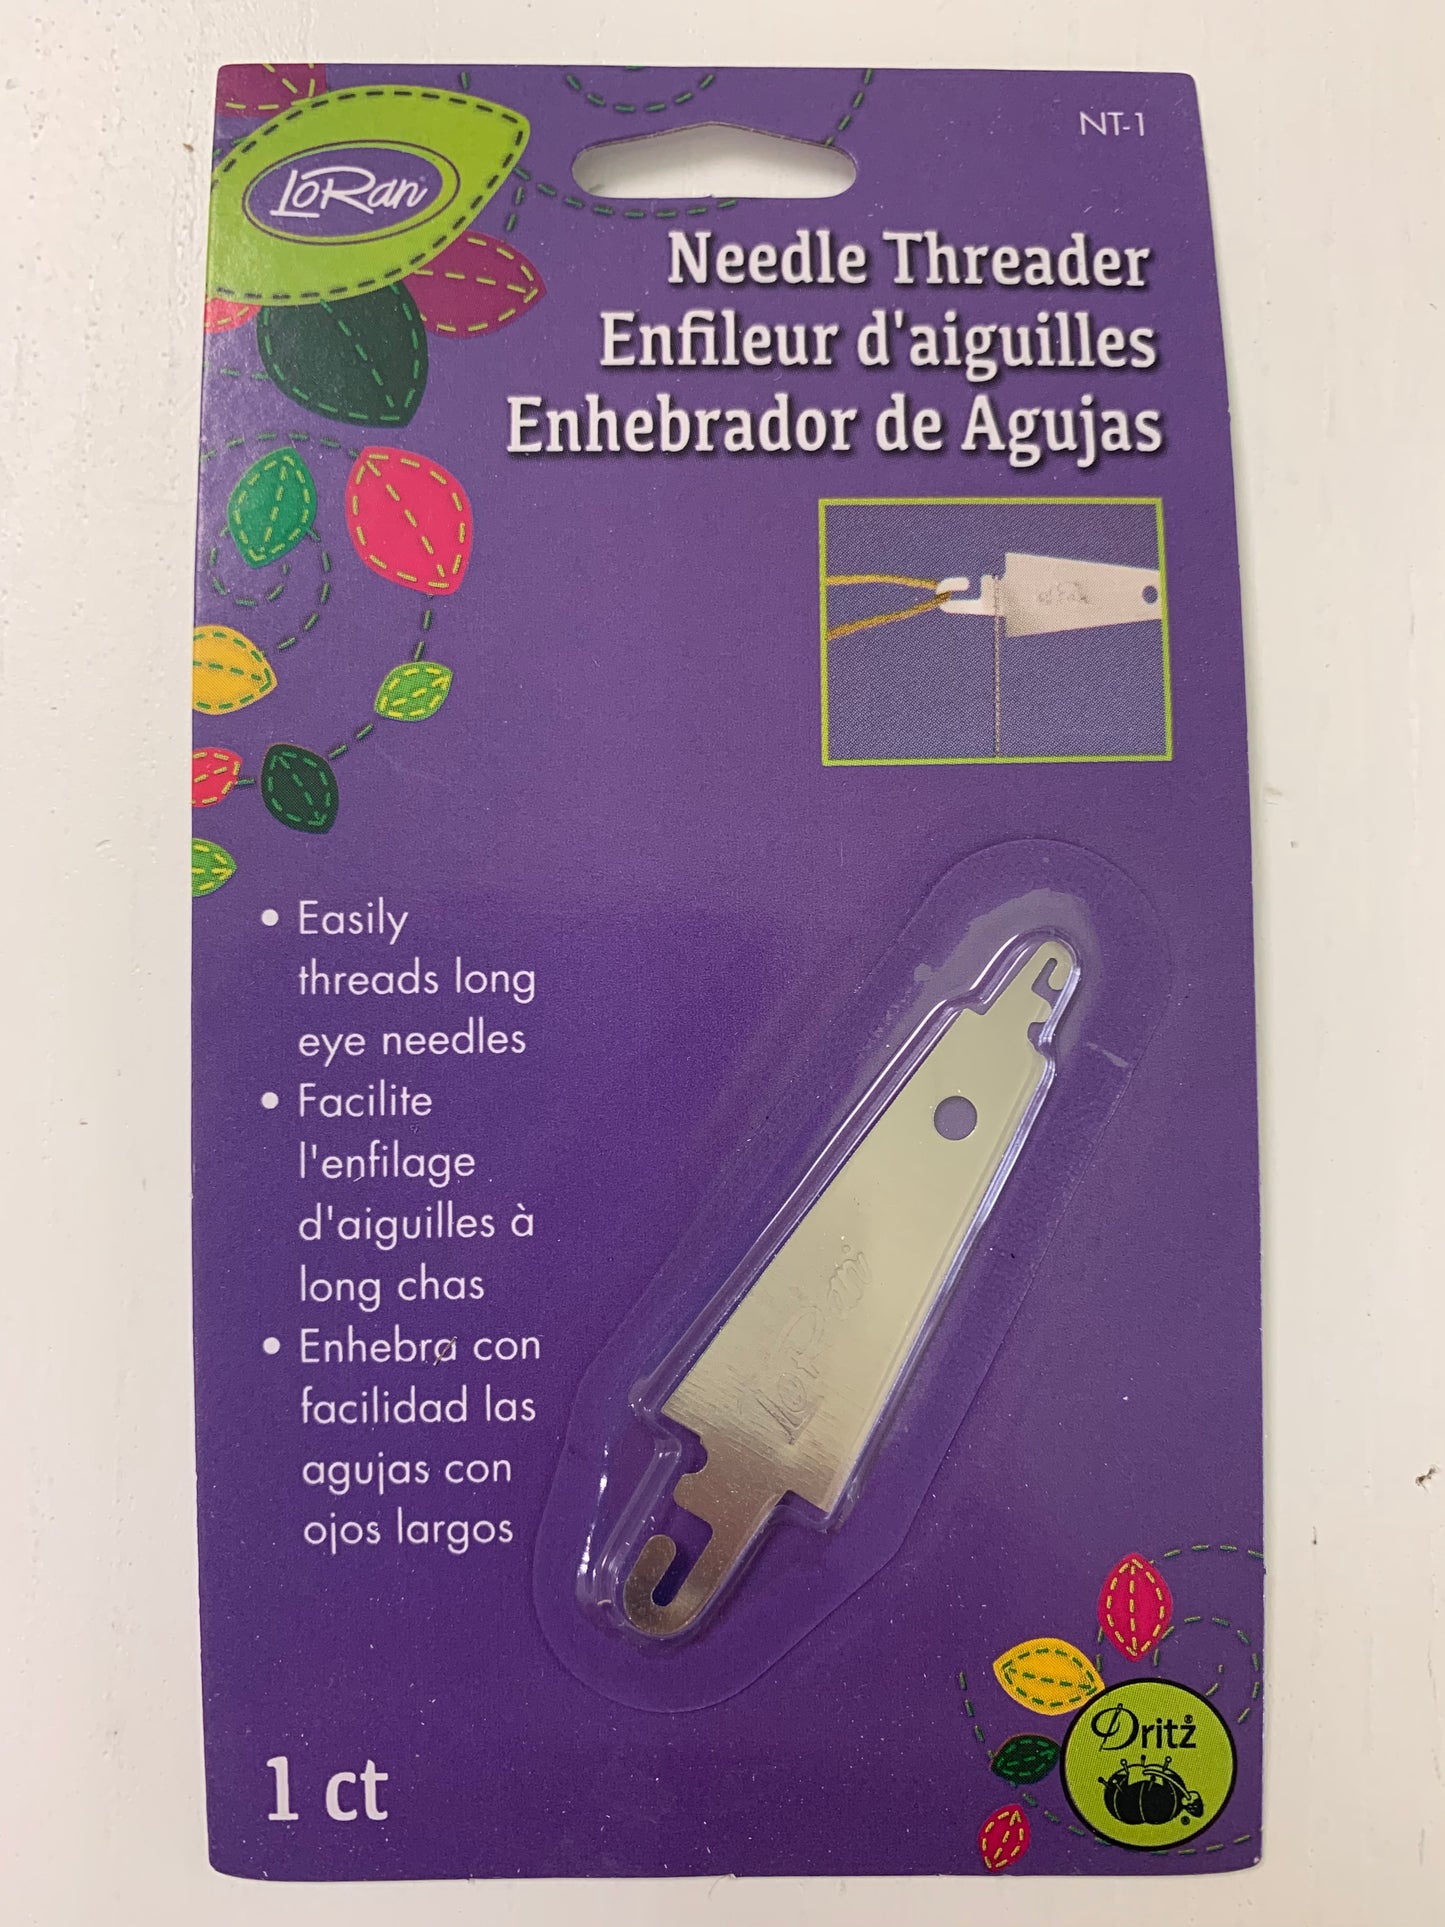 LoRan
NT-1
Needle Threader
Enfileur d'aiguilles
Enhebrador de Agujas
• Easily
threads long
eye needles
• Facilite
l'enfilage
d'aiguilles à
long chas
• Enhebra con
facilidad las
agujas con
ojos largos
LoRan
1 ct
Dritz®